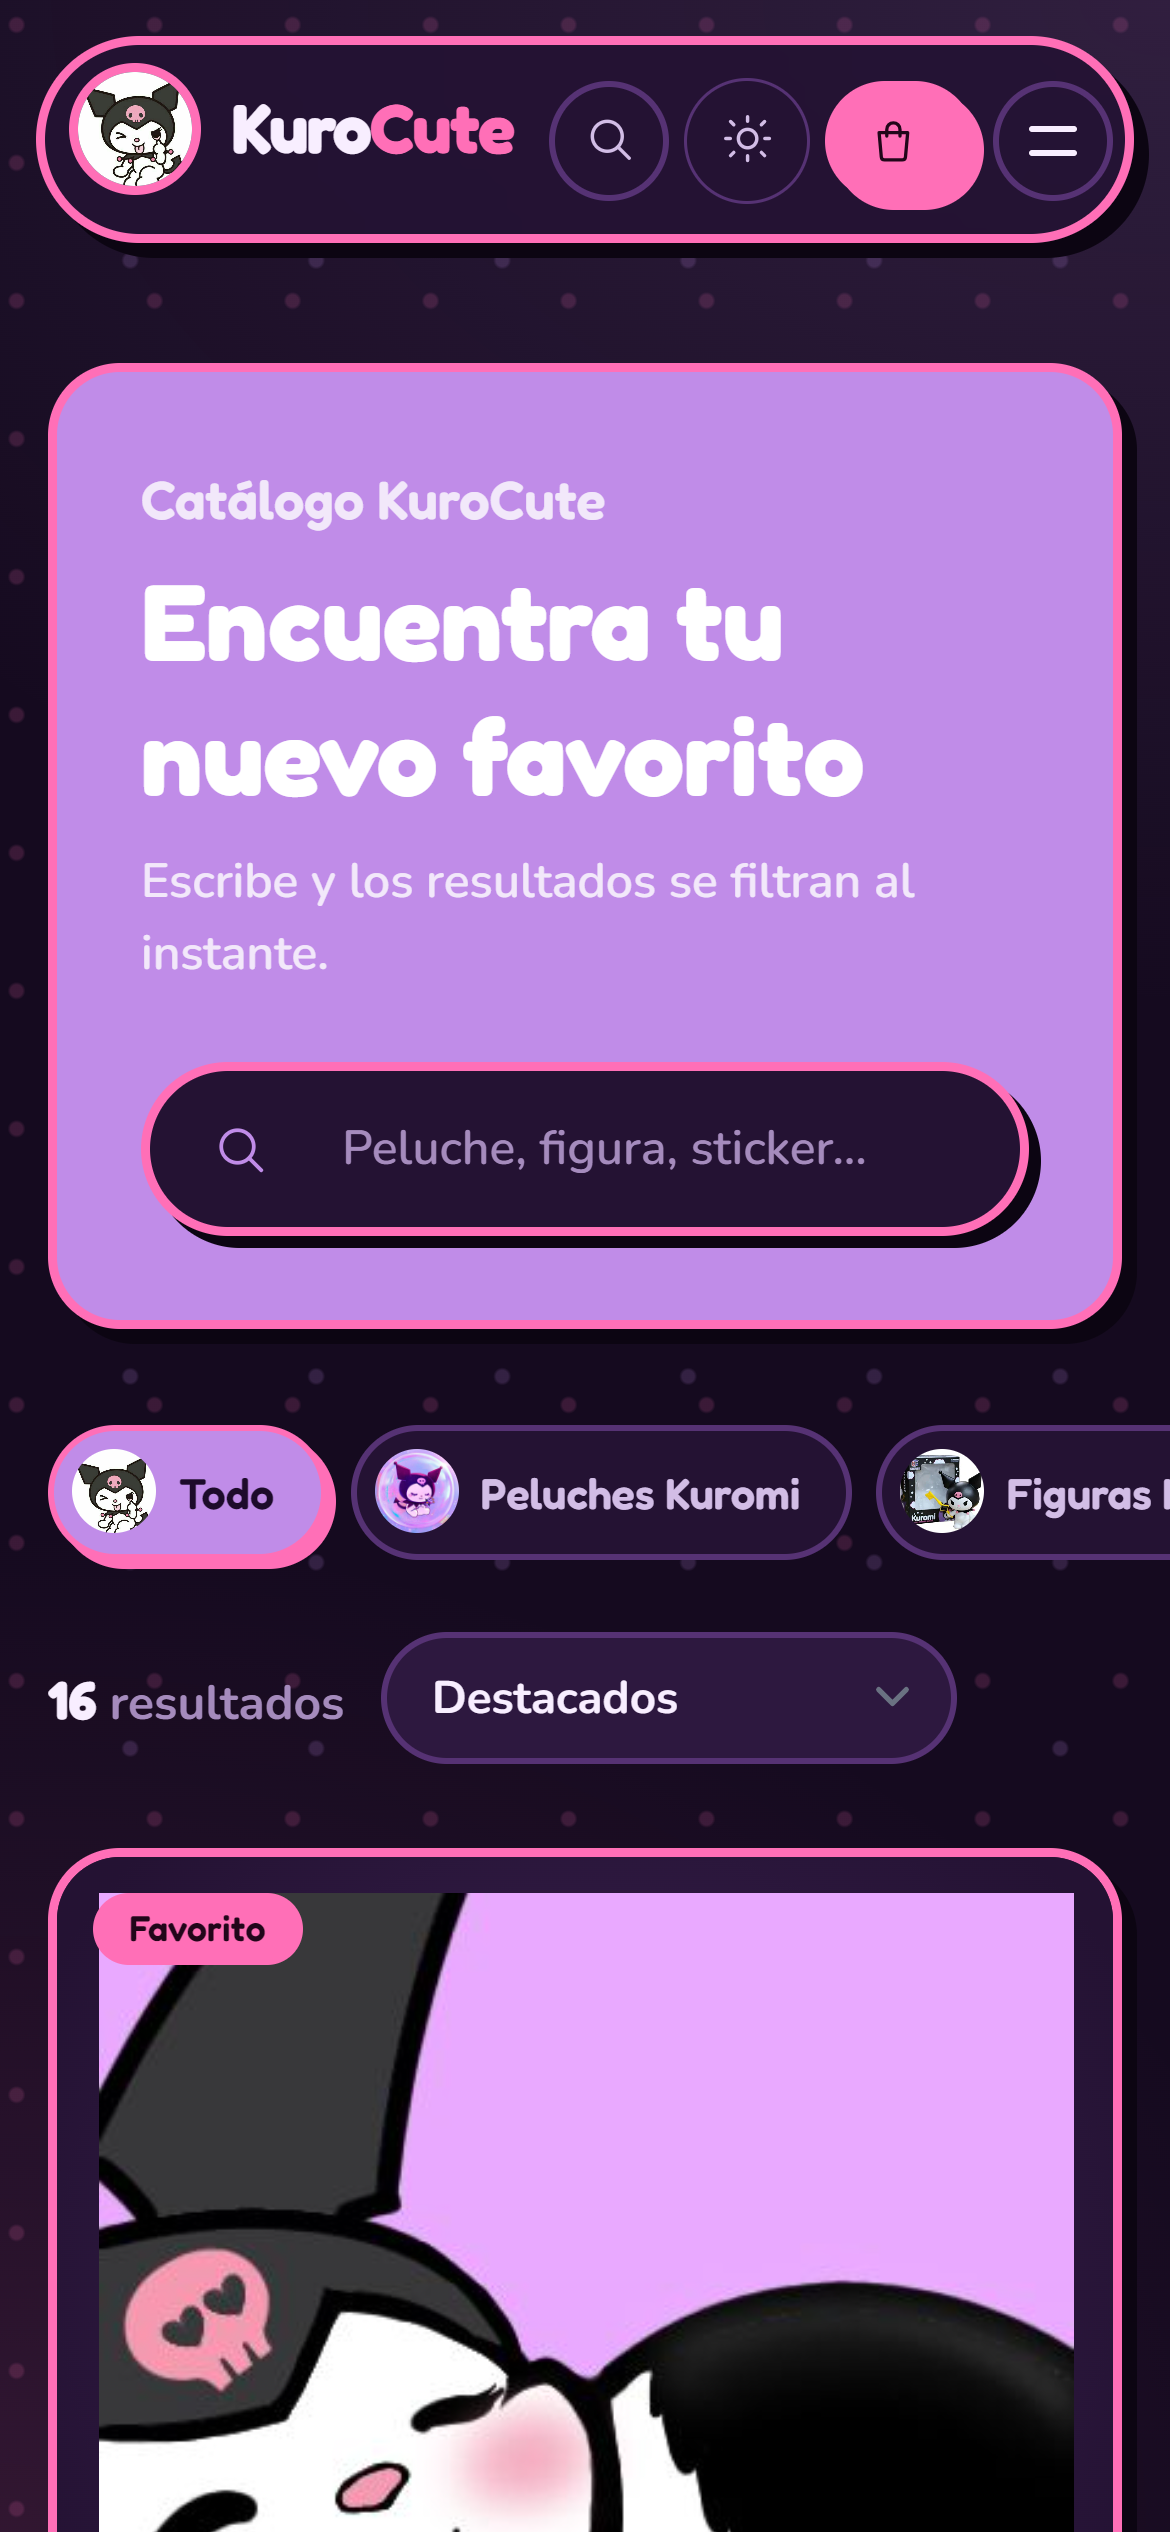 KuroCute
Catálogo KuroCute
Encuentra tu
nuevo favorito
Escribe y los resultados se filtran al
instante.
Peluche, figura, sticker...
Todo
Peluches Kuromi
Figuras
16 resultados
Destacados
Favorito
Kuromi